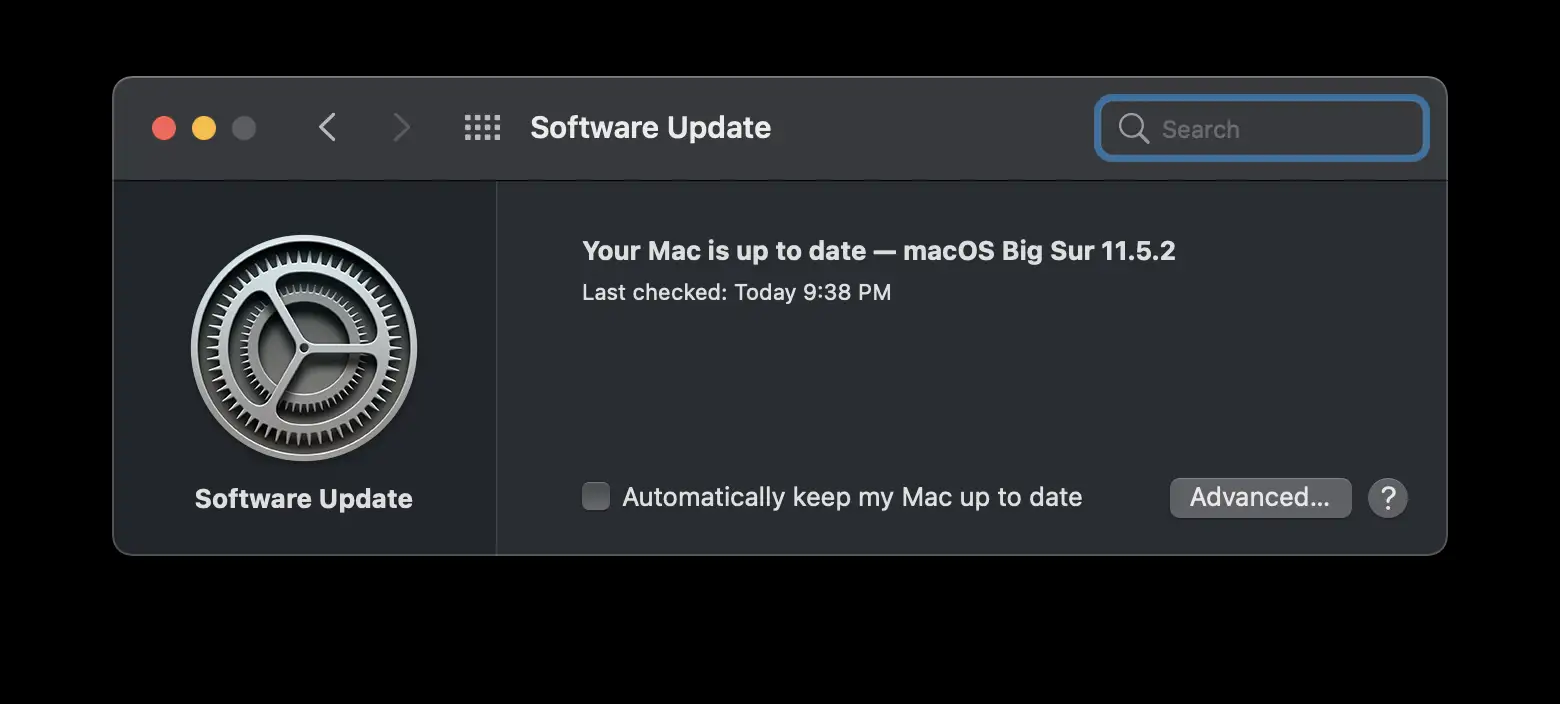 Software Update
Search
Your Mac is up to date — macOS Big Sur 11.5.2
Last checked: Today 9:38 PM
Software Update
Automatically keep my Mac up to date
Advanced...
?